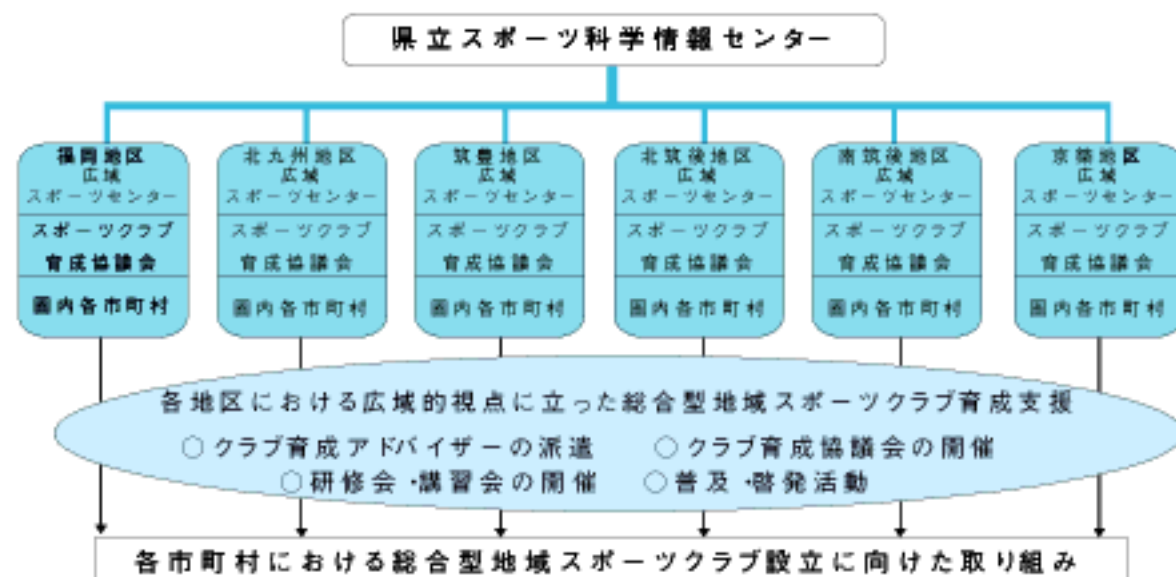 県立スポーツ科学情報センター
福岡地区
広域
スポーツセンター
スポーツクラブ
育成協議会
圏内各市町村
北九州地区
広域
スポーツセンター
スポーツクラブ
育成協議会
圏内各市町村
筑豊地区
広域
スポーツセンター
スポーツクラブ
育成協議会
圏内各市町村
北筑後地区
広域
スポーツセンター
スポーツクラブ
育成協議会
圏内各市町村
南筑後地区
広域
スポーツセンター
スポーツクラブ
育成協議会
圏内各市町村
京築地区
広域
スポーツセンター
スポーツクラブ
育成協議会
圏内各市町村
各地区における広域的視点に立った総合型地域スポーツクラブ育成支援
○クラブ育成アドバイザーの派遣 ○クラブ育成協議会の開催
○研修会・講習会の開催 ○普及・啓発活動
各市町村における総合型地域スポーツクラブ設立に向けた取り組み